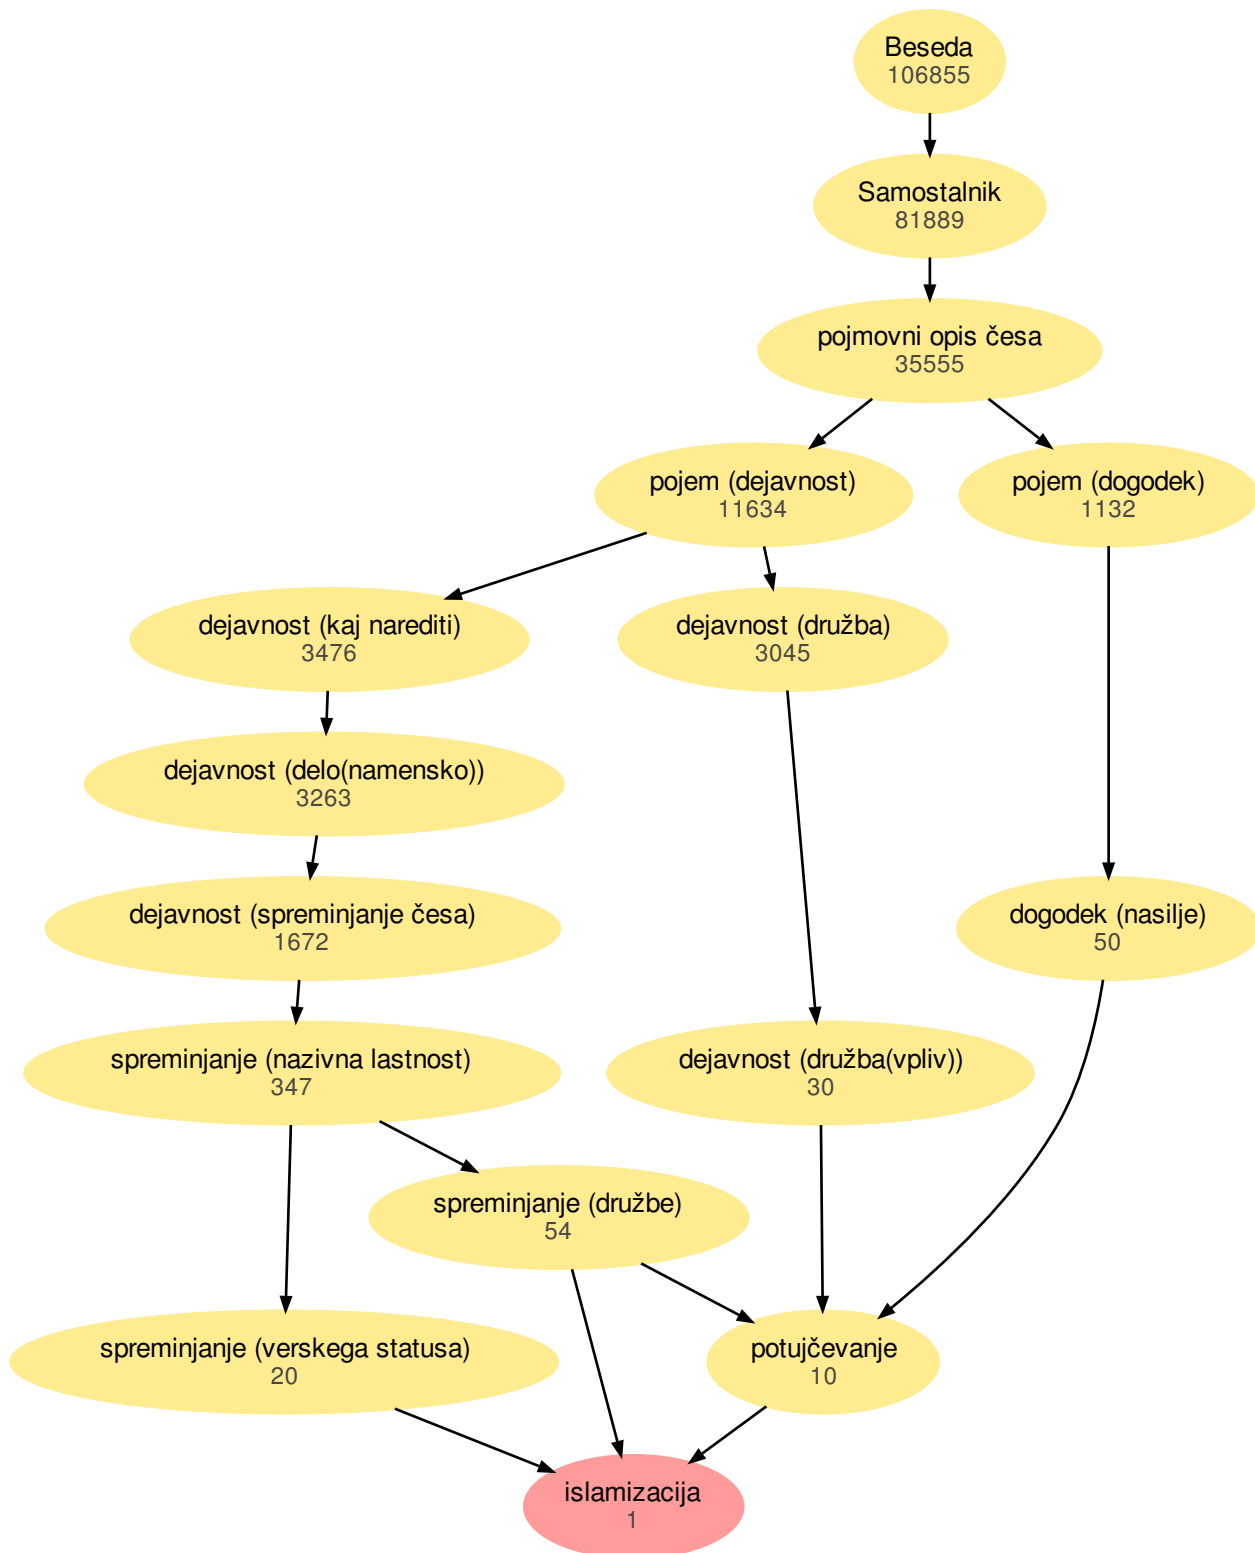 Beseda
106855
Samostalnik
81889
pojmovni opis česa
35555
pojem (dejavnost)
11634
pojem (dogodek)
1132
dejavnost (kaj narediti)
3476
dejavnost (družba)
3045
dejavnost (delo(namensko))
3263
dejavnost (spreminjanje česa)
1672
dogodek (nasilje)
50
spreminjanje (nazivna lastnost)
347
dejavnost (družba(vpliv))
30
spreminjanje (družbe)
54
spreminjanje (verskega statusa)
20
potujčevanje
10
islamizacija
1